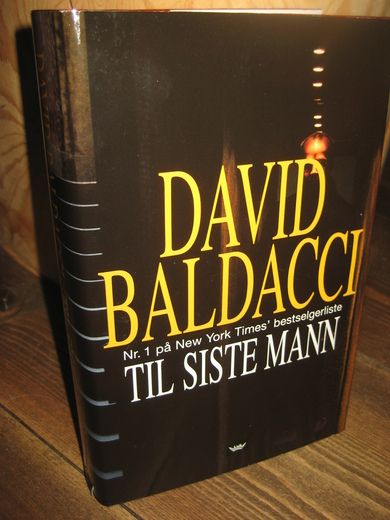 DAVID
BALDACCI
Nr. 1 på New York Times' bestselgerliste
TIL SISTE MANN